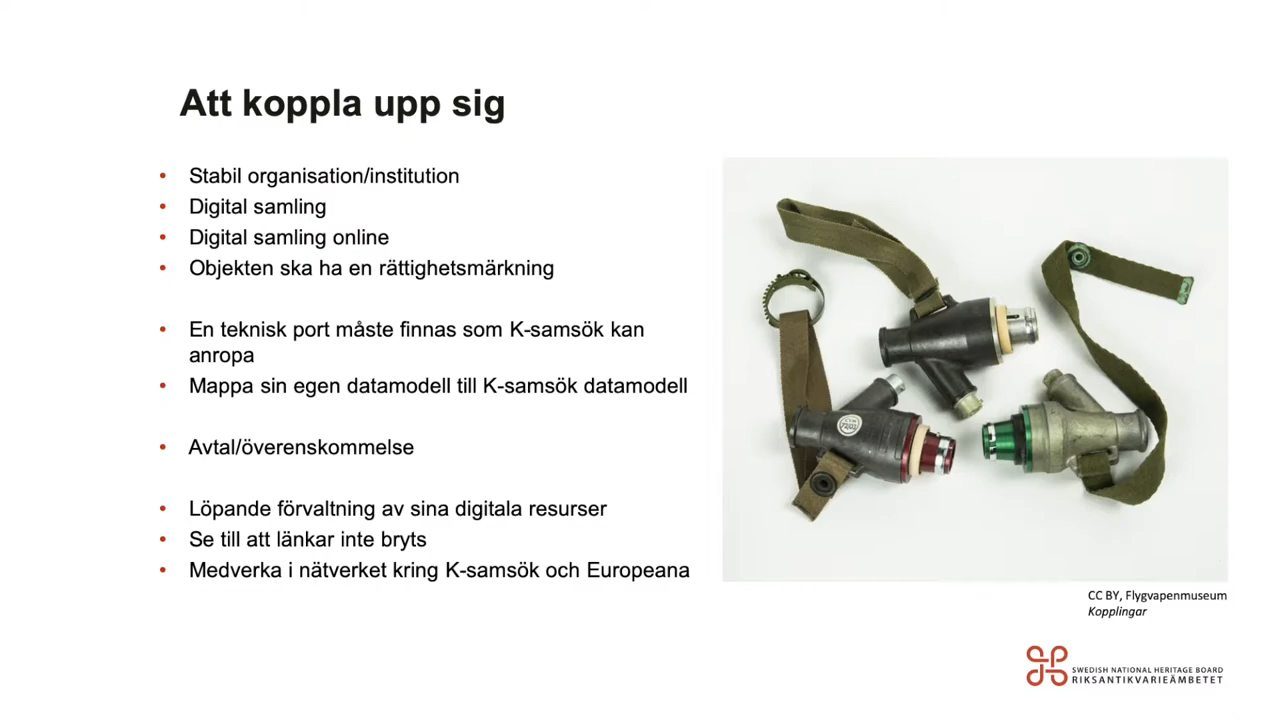 Att koppla upp sig
• Stabil organisation/institution
• Digital samling
• Digital samling online
• Objekten ska ha en rättighetsmärkning
• En teknisk port måste finnas som K-samsök kan
anropa
• Mappa sin egen datamodell till K-samsök datamodell
• Avtal/överenskommelse
• Löpande förvaltning av sina digitala resurser
• Se till att länkar inte bryts
• Medverka i nätverket kring K-samsök och Europeana
CC BY, Flygvapenmuseum
Kopplingar
SWEDISH NATIONAL HERITAGE BOARD
RIKSANTIKVARIEÄMBETET